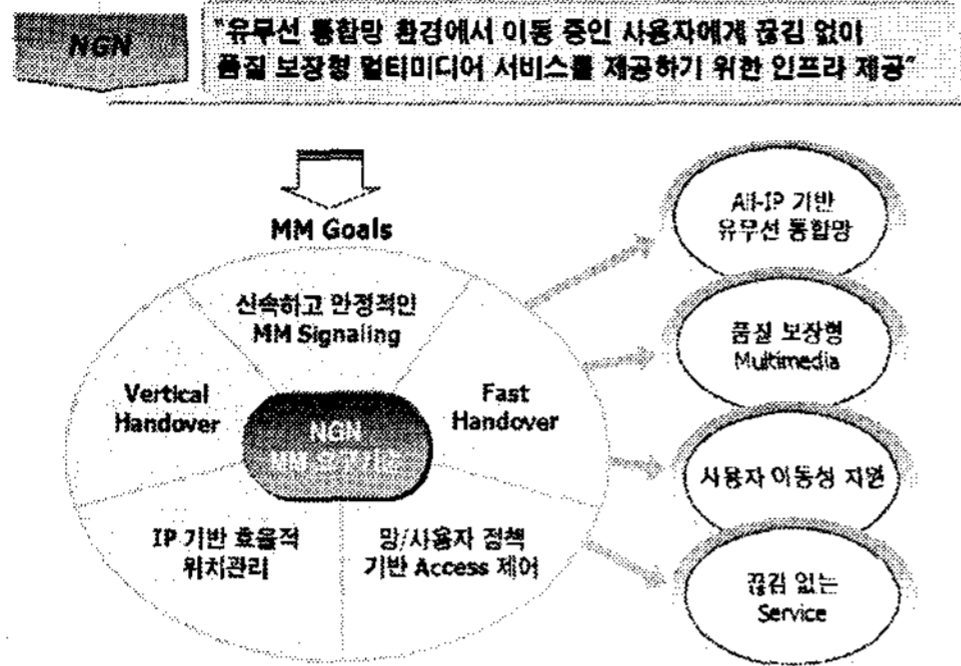 NGN
"유무선 통합망 환경에서 이동 중인 사용자에게 끊김 없이
품질 보장형 멀티미디어 서비스를 제공하기 위한 인프라 제공"
MM Goals
신속하고 안정적인
MM Signaling
Vertical
Handover
Fast
Handover
NGN
MM 요구기준
IP 기반 효율적
위치관리
망/사용자 정책
기반 Access 제어
All-IP 기반
유무선 통합망
품질 보장형
Multimedia
사용자 이동성 지원
끊김 없는
Service